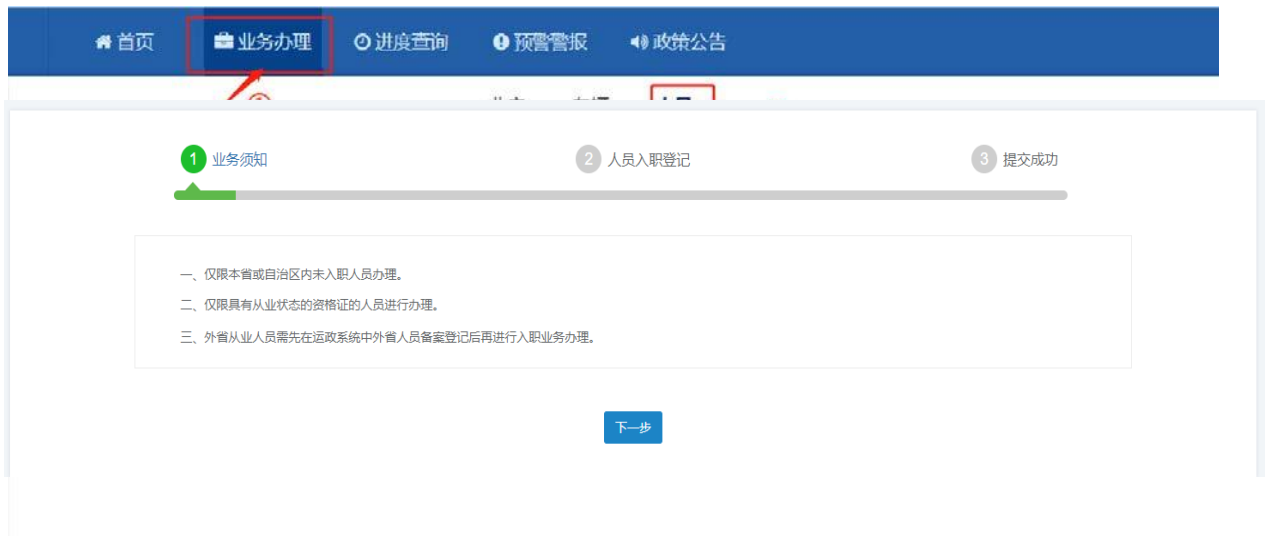 首页 业务办理 进度查询 预警警报 政策公告
1 业务须知 2 人员入职登记 3 提交成功
一、仅限本省或自治区内未入职人员办理。
二、仅限具有从业状态的资格证的人员进行办理。
三、外省从业人员需先在运政系统中外省人员备案登记后再进行入职业务办理。
下一步